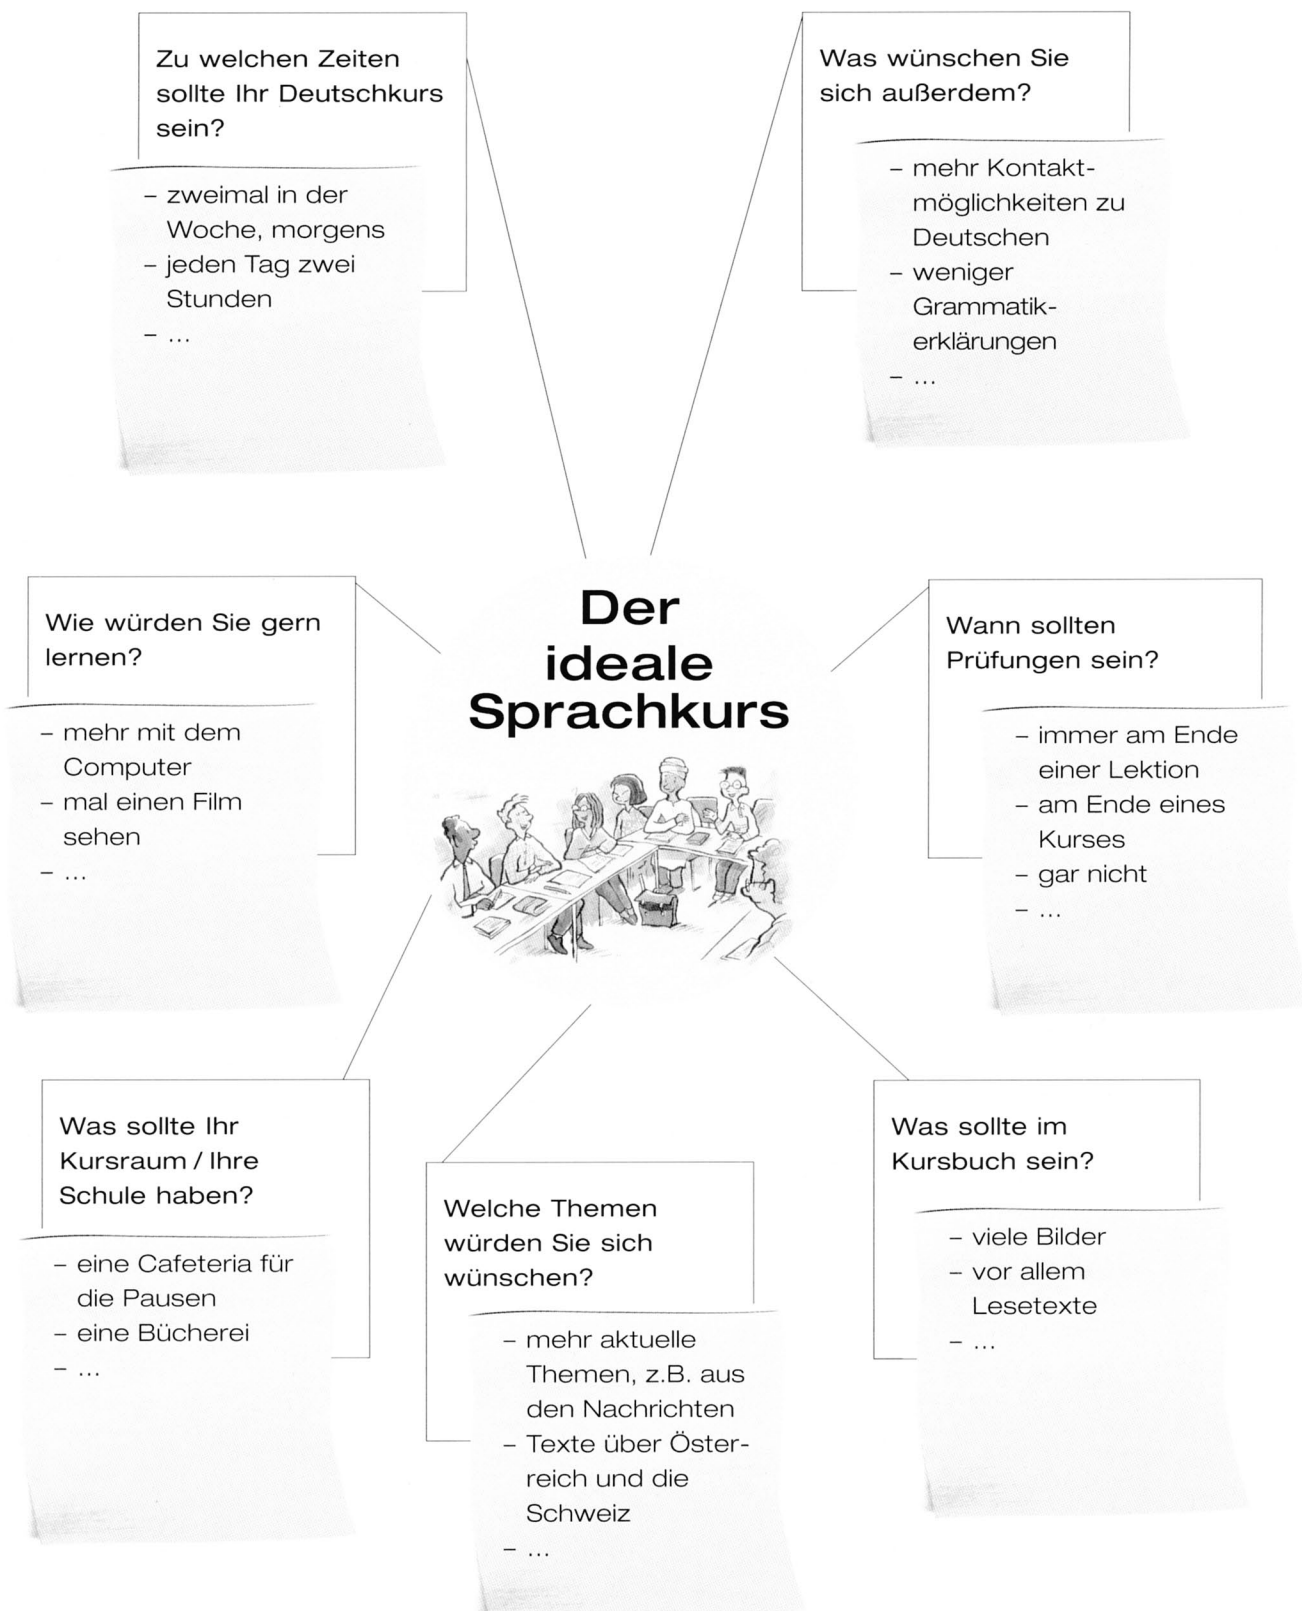 Zu welchen Zeiten
sollte Ihr Deutschkurs
sein?
– zweimal in der
Woche, morgens
– jeden Tag zwei
Stunden
– ...
Was wünschen Sie
sich außerdem?
– mehr Kontakt-
möglichkeiten zu
Deutschen
– weniger
Grammatik-
erklärungen
– ...
Wie würden Sie gern
lernen?
– mehr mit dem
Computer
– mal einen Film
sehen
– ...
Der
ideale
Sprachkurs
Wann sollten
Prüfungen sein?
– immer am Ende
einer Lektion
– am Ende eines
Kurses
– gar nicht
– ...
Was sollte Ihr
Kursraum / Ihre
Schule haben?
– eine Cafeteria für
die Pausen
– eine Bücherei
– ...
Welche Themen
würden Sie sich
wünschen?
– mehr aktuelle
Themen, z.B. aus
den Nachrichten
– Texte über Öster-
reich und die
Schweiz
– ...
Was sollte im
Kursbuch sein?
– viele Bilder
– vor allem
Lesetexte
– ...